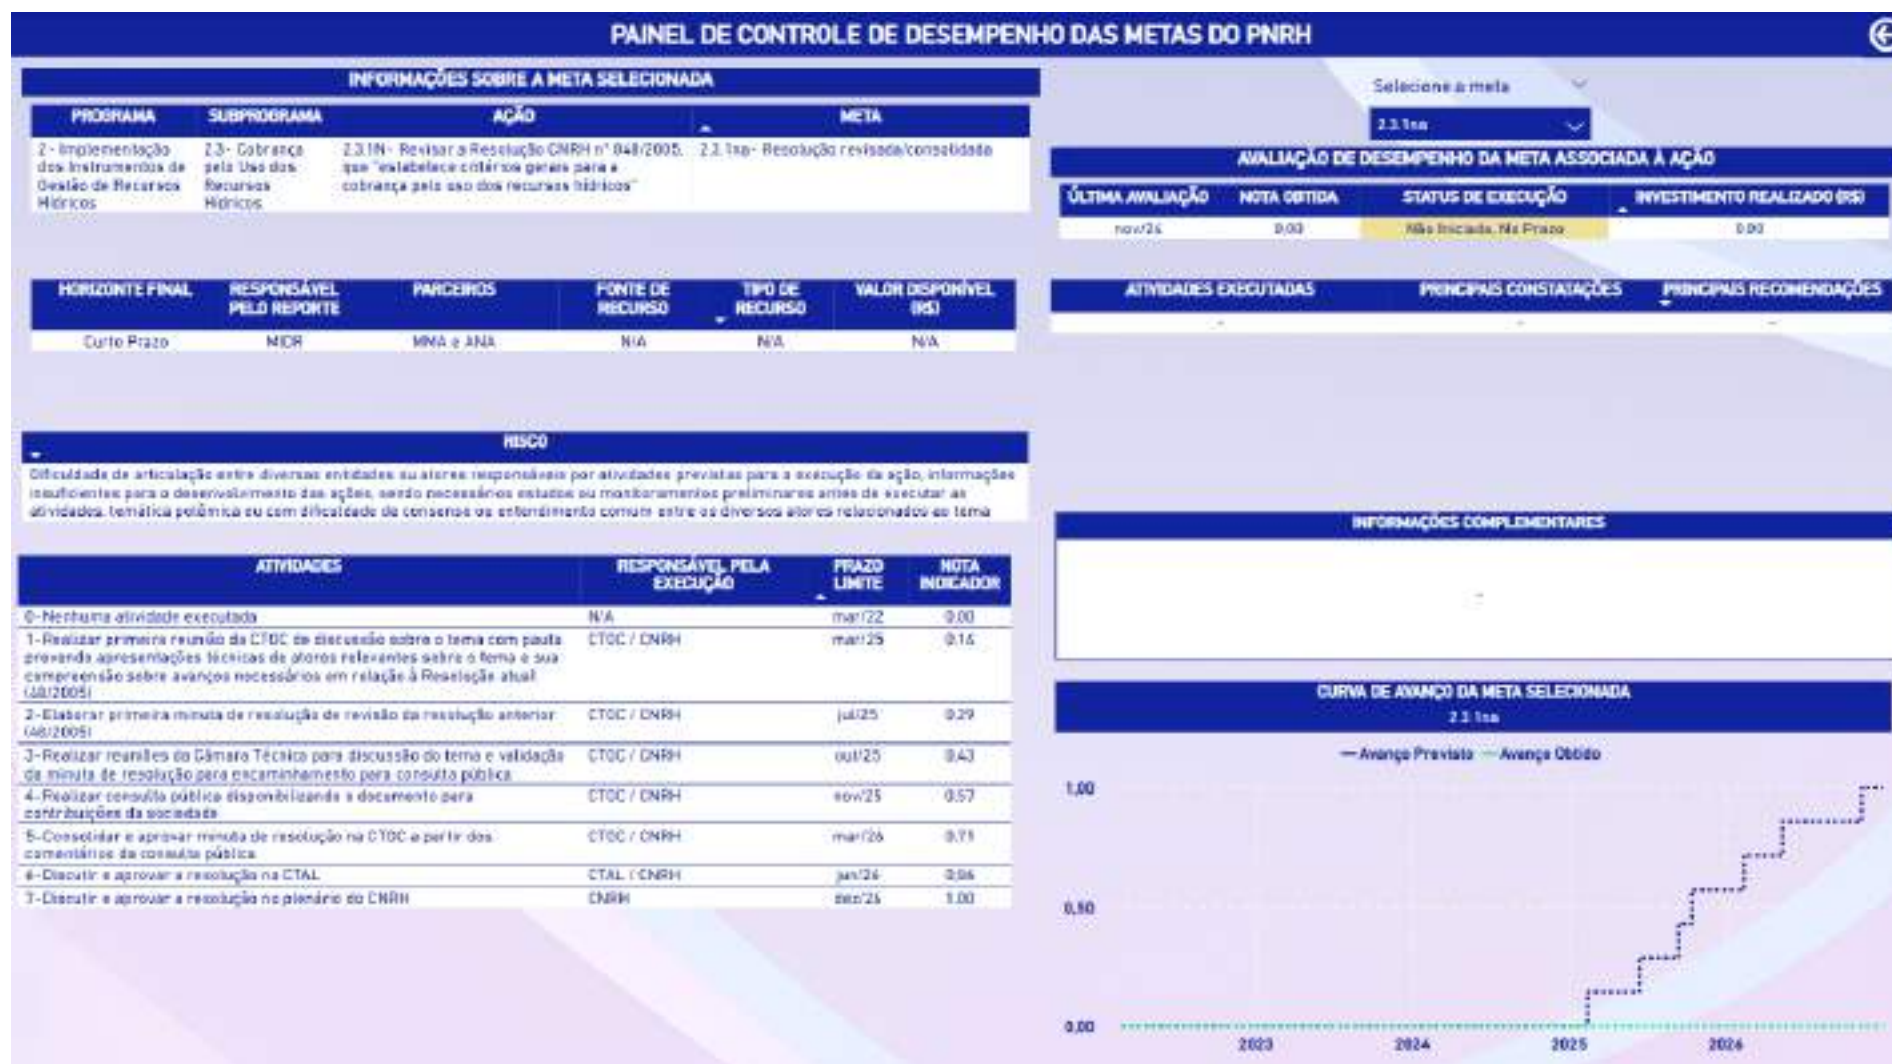 PAINEL DE CONTROLE DE DESEMPENHO DAS METAS DO PNRH
INFORMAÇÕES SOBRE A META SELECIONADA
PROGRAMA SUBPROGRAMA AÇÃO META
2- Implementação dos Instrumentos de Gestão de Recursos Hídricos
2.3- Cobrança pelo Uso dos Recursos Hídricos
2.3.1N- Revisar a Resolução CNRH n° 048/2005, que "estabelece critérios gerais para a cobrança pelo uso dos recursos hídricos"
2.3.1na- Resolução revisada/consolidada
HORIZONTE FINAL RESPONSÁVEL PELO REPORTE PARCEIROS FONTE DE RECURSO TIPO DE RECURSO VALOR DISPONÍVEL (R$)
Curto Prazo MIDR MMA e ANA N/A N/A N/A
RISCO
Dificuldade de articulação entre diversas entidades ou atores responsáveis por atividades previstas para a execução da ação, informações
insuficientes para o desenvolvimento das ações, sendo necessários estudos ou monitoramentos preliminares antes de executar as
atividades, temática polêmica ou com dificuldade de consenso ou entendimento comum entre os diversos atores relacionados ao tema
ATIVIDADES RESPONSÁVEL PELA EXECUÇÃO PRAZO LIMITE NOTA INDICADOR
0-Nenhuma atividade executada N/A mar/22 0.00
1-Realizar primeira reunião da CTOC de discussão sobre o tema com pauta CTOC / CNRH mar/25 0.14
prevendo apresentações técnicas de atores relevantes sobre o tema e sua
compreensão sobre avanços necessários em relação à Resolução atual
(48/2005)
2-Elaborar primeira minuta de resolução de revisão da resolução anterior CTOC / CNRH jul/25 0.29
(48/2005)
3-Realizar reuniões da Câmara Técnica para discussão do tema e validação CTOC / CNRH out/25 0.43
da minuta de resolução para encaminhamento para consulta pública
4-Realizar consulta pública disponibilizando o documento para CTOC / CNRH nov/25 0.57
contribuições da sociedade
5-Consolidar e aprovar minuta de resolução na CTOC a partir dos CTOC / CNRH mar/26 0.71
comentários da consulta pública
6-Discutir e aprovar a resolução na CTAL CTAL / CNRH jun/26 0.86
7-Discutir e aprovar a resolução no plenário do CNRH CNRH dez/26 1.00
Selecione a meta
2.3.1na
AVALIAÇÃO DE DESEMPENHO DA META ASSOCIADA À AÇÃO
ÚLTIMA AVALIAÇÃO NOTA OBTIDA STATUS DE EXECUÇÃO INVESTIMENTO REALIZADO (R$)
nov/24 0.00 Não Iniciada, No Prazo 0.00
ATIVIDADES EXECUTADAS PRINCIPAIS CONSTATAÇÕES PRINCIPAIS RECOMENDAÇÕES
- - -
INFORMAÇÕES COMPLEMENTARES
-
CURVA DE AVANÇO DA META SELECIONADA
2.3.1na
Avanço Previsto Avanço Obtido
1,00
0,50
0,00
2023 2024 2025 2026